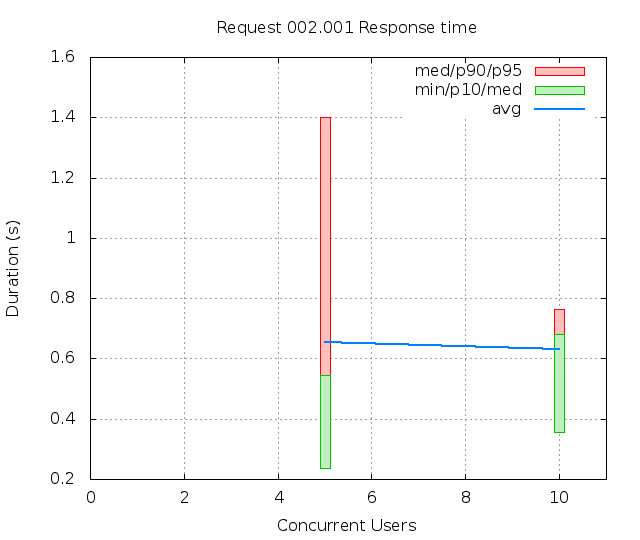 Request 002.001 Response time
1.6
1.4
1.2
1
0.8
0.6
0.4
0.2
Duration (s)
med/p90/p95
min/p10/med
avg
0 2 4 6 8 10
Concurrent Users